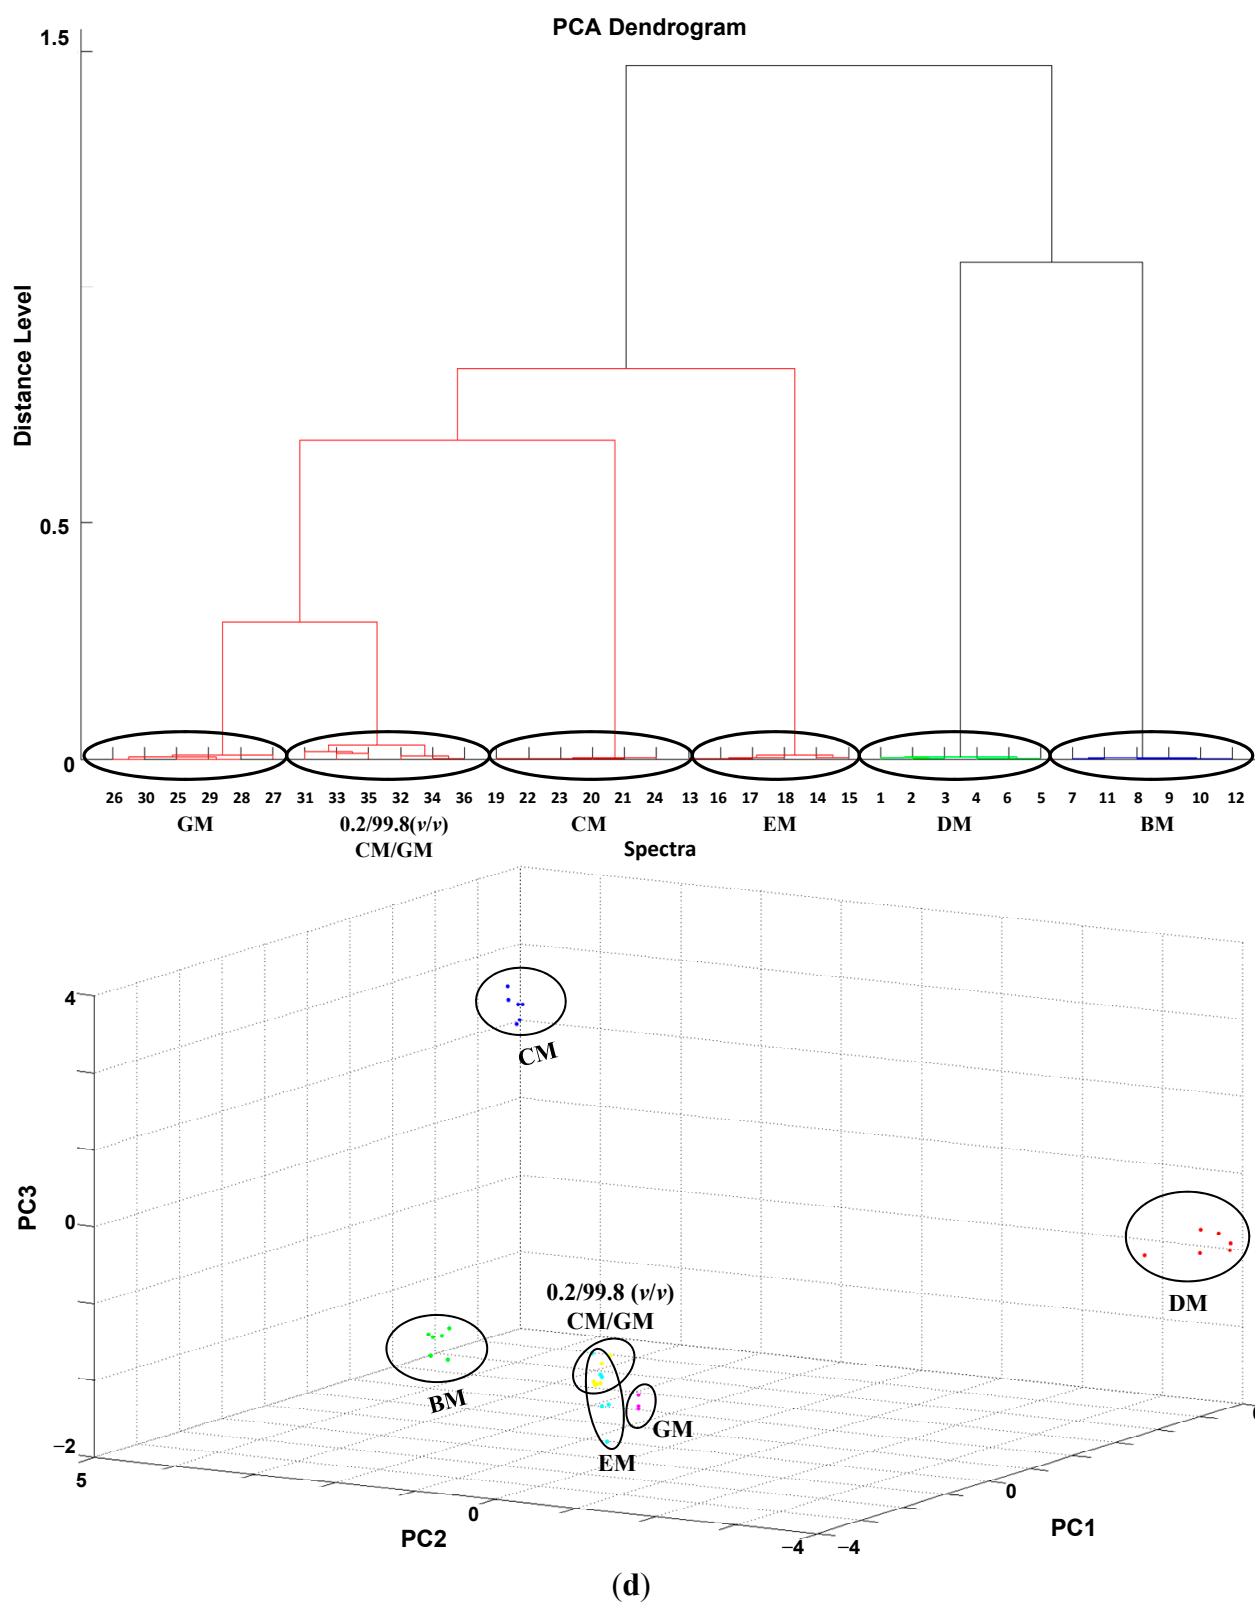 PCA Dendrogram
1.5
Distance Level
0.5
0
26 30 25 29 28 27 31 33 35 32 34 36 19 22 23 20 21 24 13 16 17 18 14 15 1 2 3 4 6 5 7 11 8 9 10 12
GM 0.2/99.8(v/v) CM EM DM BM
CM/GM
Spectra
4
CM
PC3
0
0.2/99.8 (v/v)
CM/GM
DM
BM
GM
EM
−2
5
0
0
PC2
PC1
−4 −4
(d)